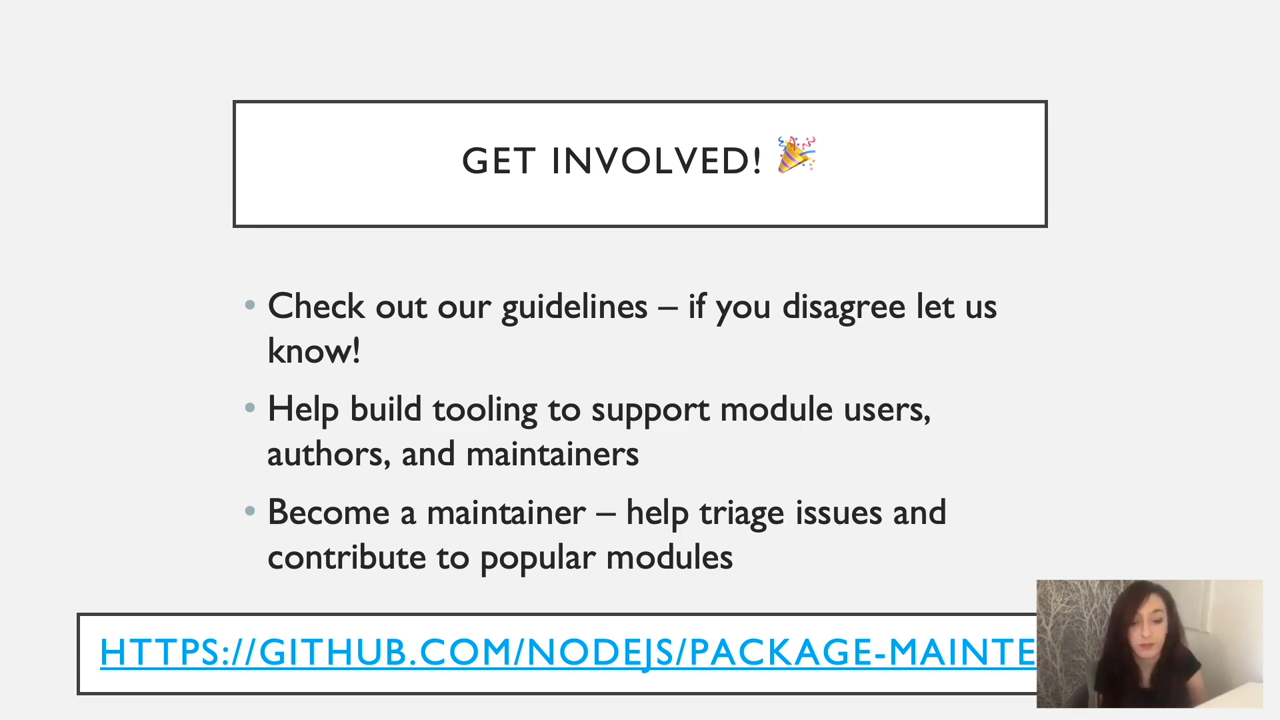 GET INVOLVED! 🎉
• Check out our guidelines – if you disagree let us
know!
• Help build tooling to support module users,
authors, and maintainers
• Become a maintainer – help triage issues and
contribute to popular modules
HTTPS://GITHUB.COM/NODEJS/PACKAGE-MAINTE